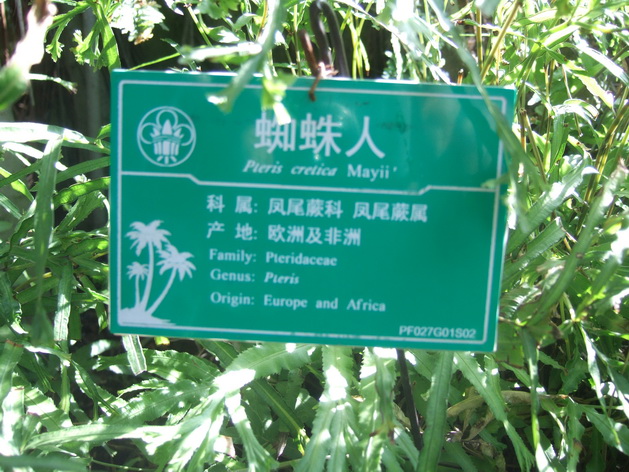 蜘蛛人
Pteris cretica Mayii'
科 属: 凤尾蕨科 凤尾蕨属
产 地: 欧洲及非洲
Family: Pteridaceae
Genus: Pteris
Origin: Europe and Africa
PF027G01S02